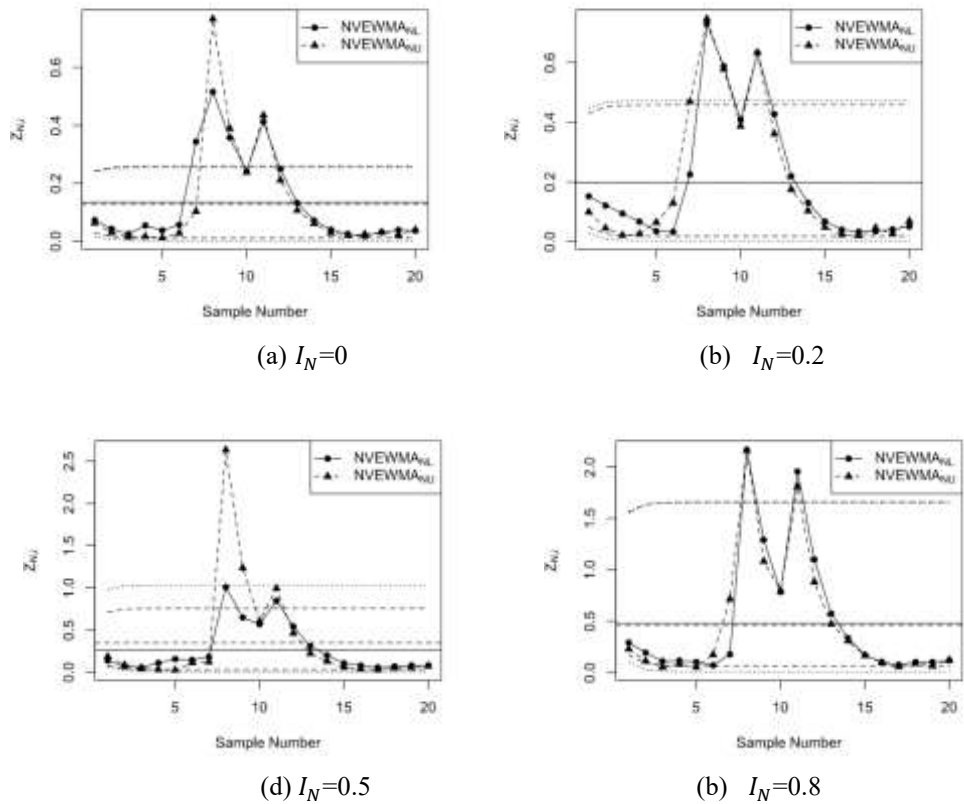 NVEWMA_NL
NVEWMA_NU
Z_N,i
0.0 0.2 0.4 0.6
5 10 15 20
Sample Number
(a) I_N=0
NVEWMA_NL
NVEWMA_NU
Z_N,i
0.0 0.2 0.4 0.6
5 10 15 20
Sample Number
(b) I_N=0.2
NVEWMA_NL
NVEWMA_NU
Z_N,i
0.0 0.5 1.0 1.5 2.0 2.5
5 10 15 20
Sample Number
(d) I_N=0.5
NVEWMA_NL
NVEWMA_NU
Z_N,i
0.0 0.5 1.0 1.5 2.0
5 10 15 20
Sample Number
(b) I_N=0.8